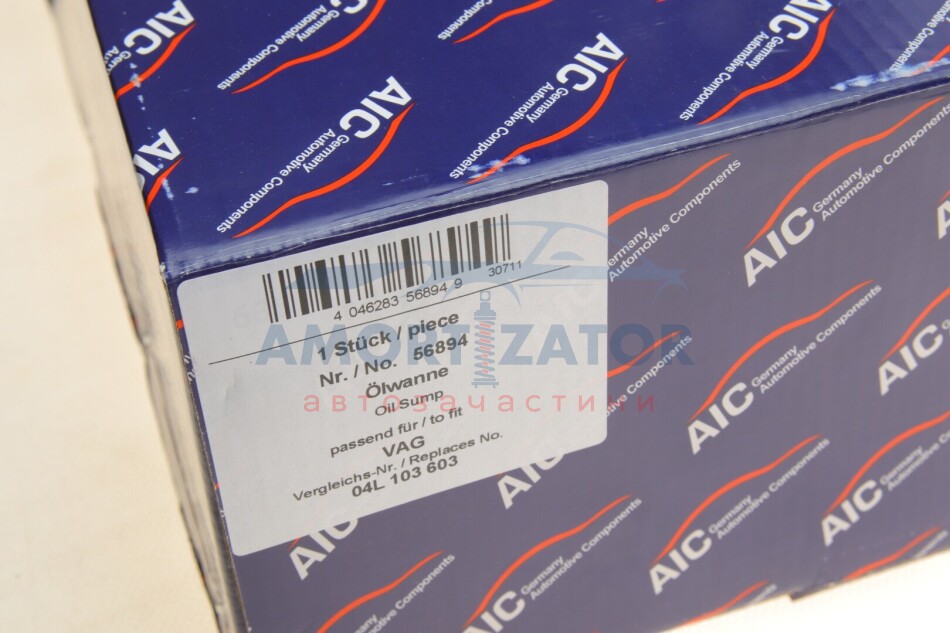 AIC Germany
Automotive Components
4 046283 56894 9
30711
1 Stück / piece
Nr. / No. 56894
Ölwanne
Oil Sump
passend für / to fit
VAG
Vergleichs-Nr. / Replaces No.
04L 103 603
AMORTIZATOR
автозачастини